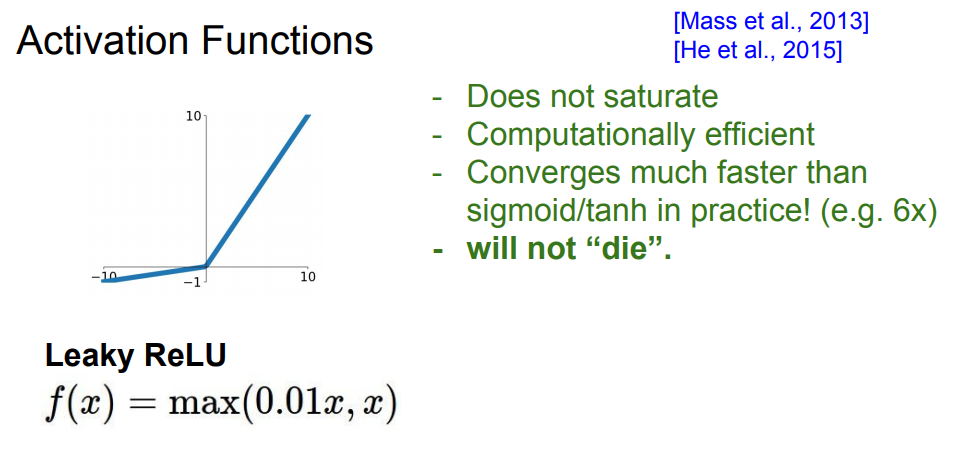 Activation Functions
[Mass et al., 2013]
[He et al., 2015]
10
−10
−1
10
- Does not saturate
- Computationally efficient
- Converges much faster than
sigmoid/tanh in practice! (e.g. 6x)
- will not “die”.
Leaky ReLU
f(x) = max(0.01x, x)